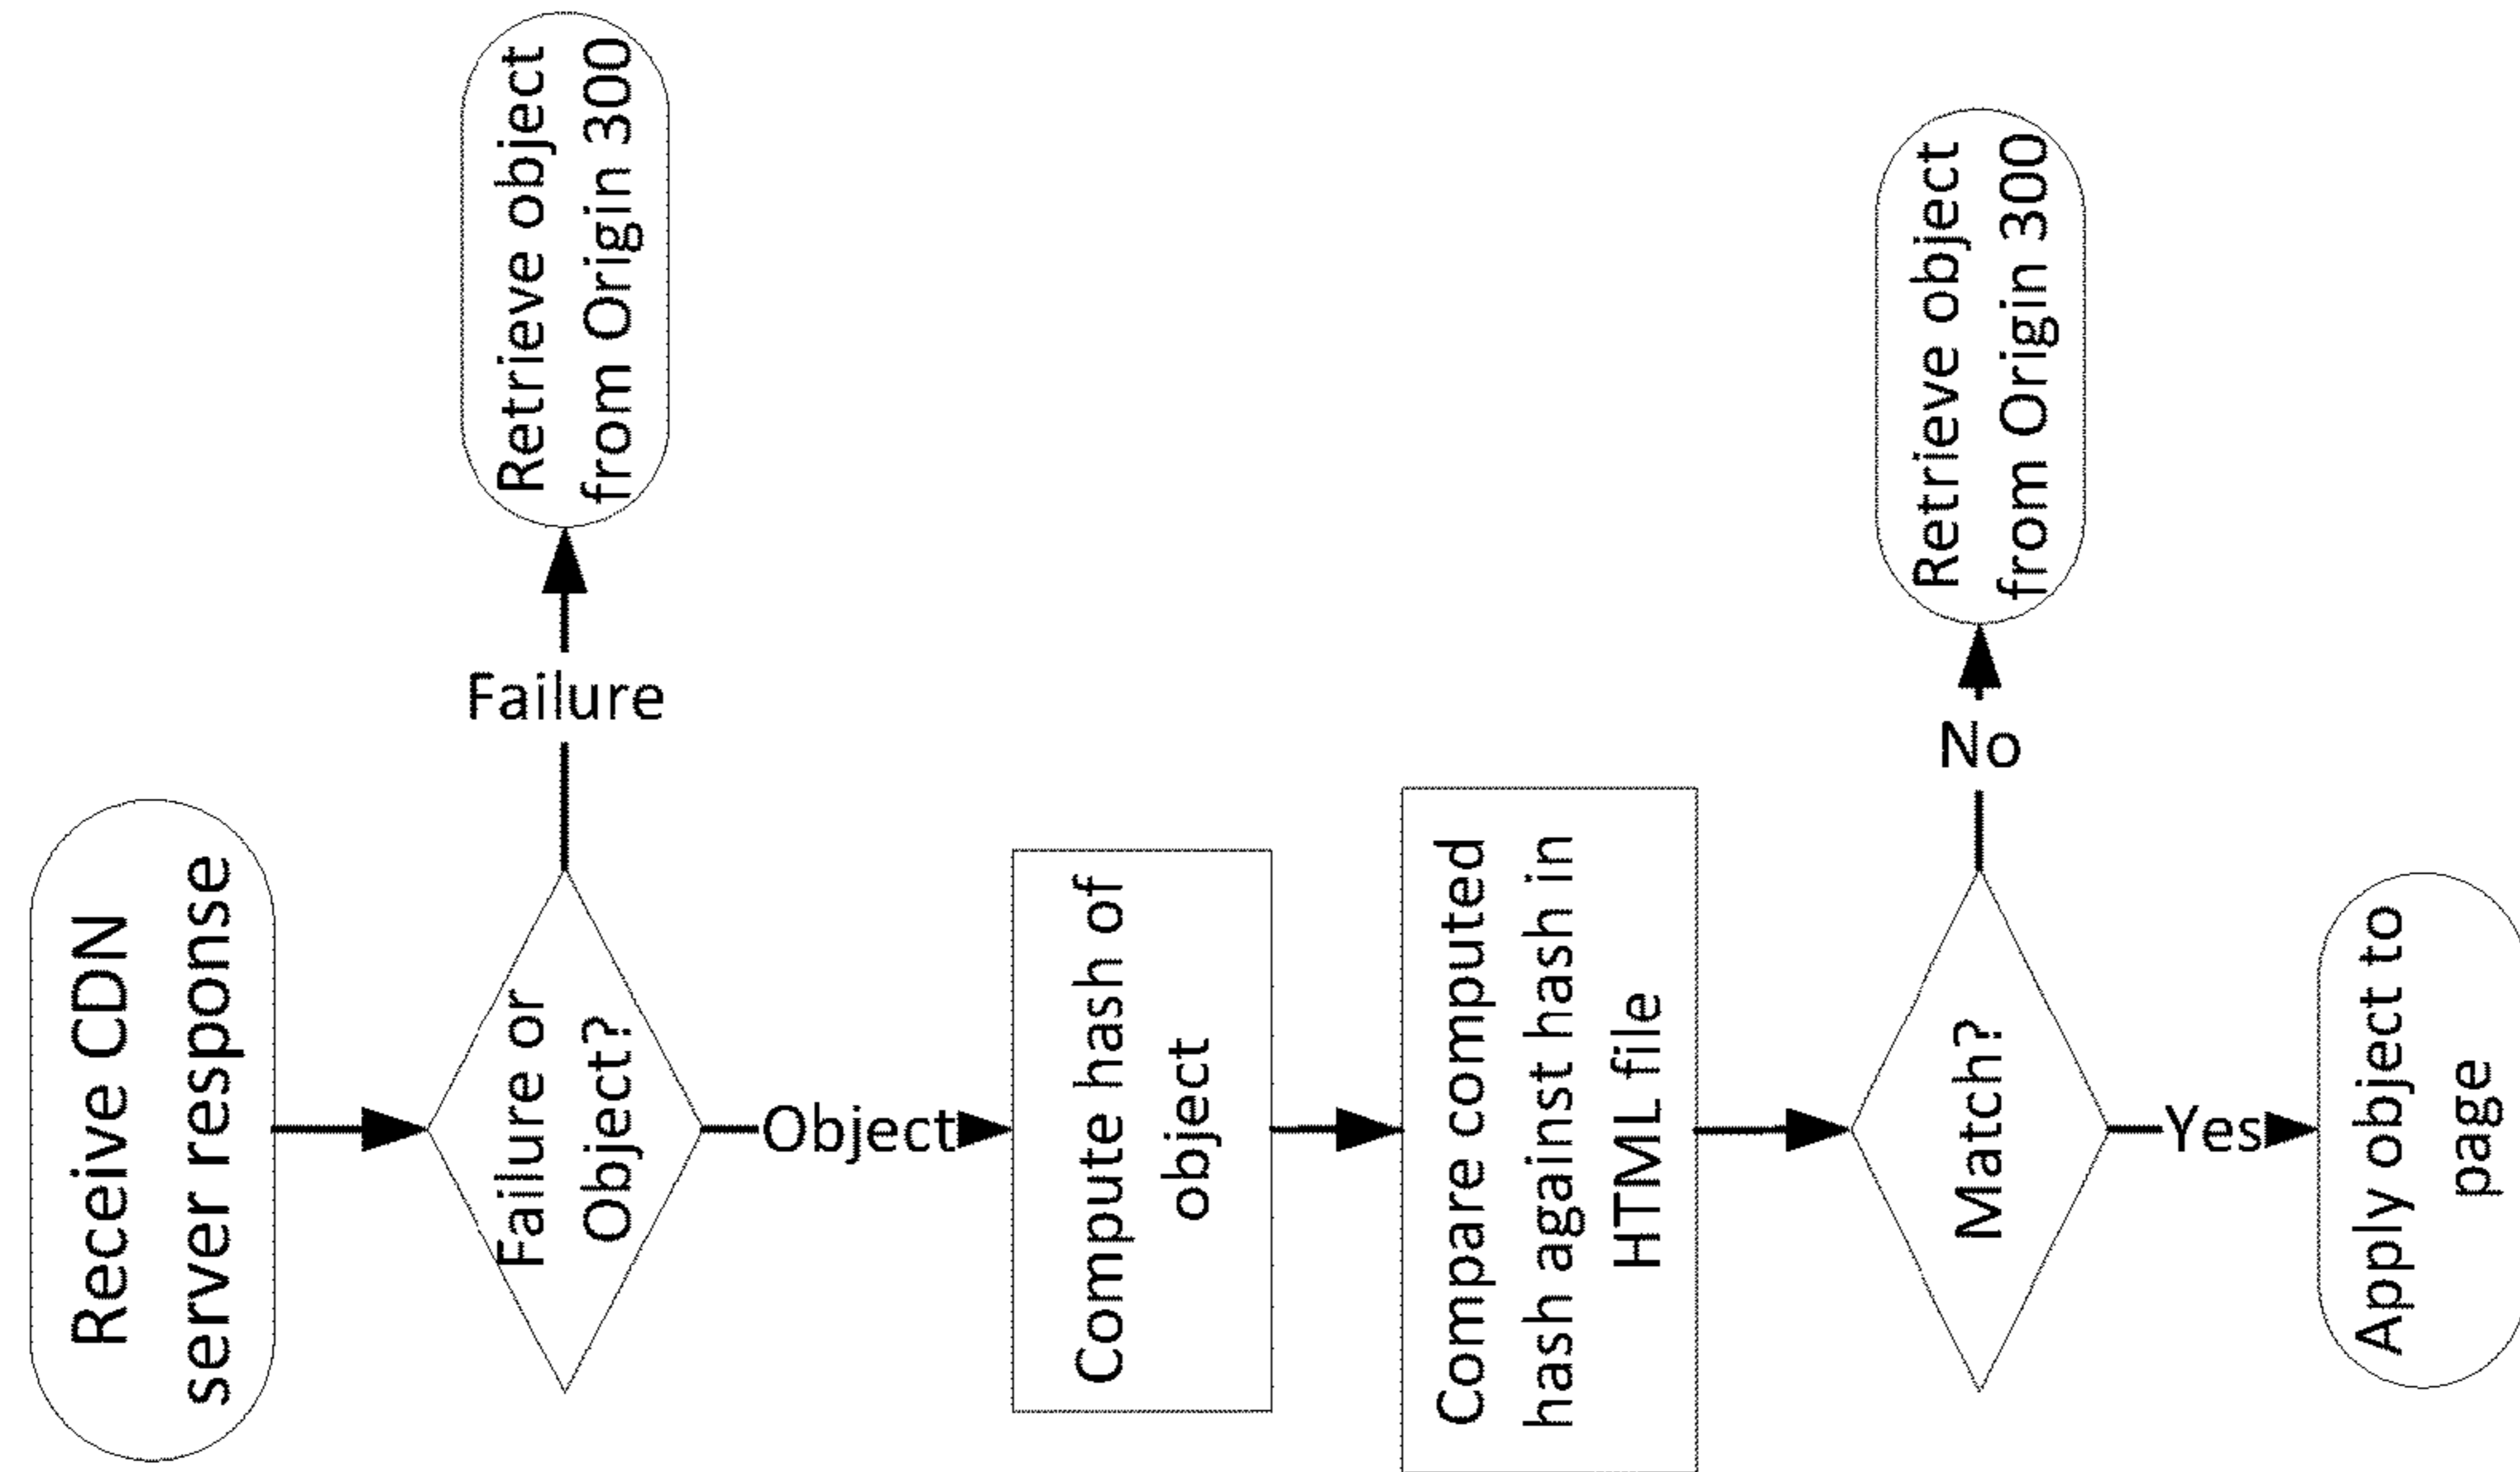 Receive CDN
server response
Failure or
Object?
Failure
Retrieve object
from Origin 300
Object
Compute hash of
object
Compare computed
hash against hash in
HTML file
Match?
No
Retrieve object
from Origin 300
Yes
Apply object to
page